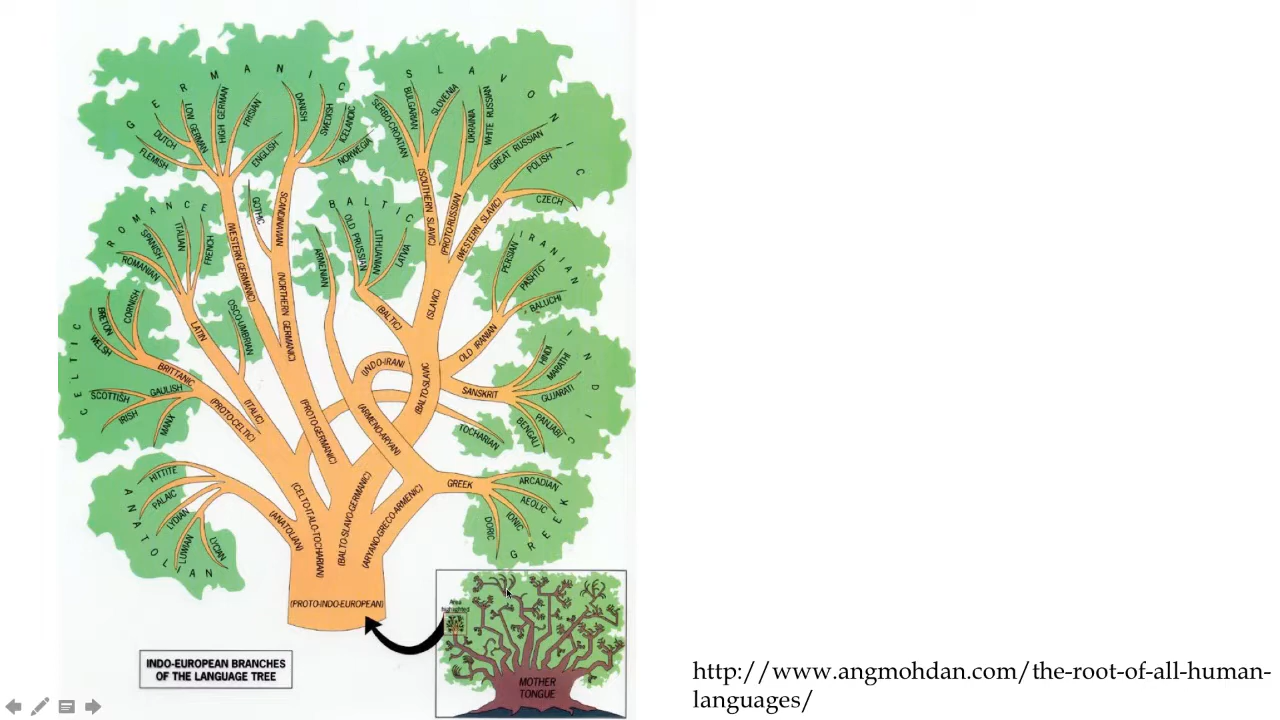 GERMANIC
FLEMISH
DUTCH
LOW GERMAN
HIGH GERMAN
FRISIAN
ENGLISH
DANISH
SWEDISH
ICELANDIC
NORWEGIA
SLAVONIC
SERBO-CROATIAN
BULGARIAN
SLOVENIA
UKRAINIA
WHITE RUSSIAN
GREAT RUSSIAN
POLISH
CZECH
ROMANCE
ROMANIAN
SPANISH
ITALIAN
FRENCH
GOTHIC
SCANDINAVIAN
(WESTERN GERMANIC)
(NORTHERN GERMANIC)
ARMENIAN
BALTIC
OLD PRUSSIAN
LITHUANIAN
LATVIA
(SOUTHERN SLAVIC)
(PROTO-RUSSIAN
(WESTERN SLAVIC)
IRANIAN
PERSIAN
PASHTO
BALUCHI
CELTIC
WELSH
BRETON
CORNISH
BRITTANIC
LATIN
OSCO-UMBRIAN
(BALTIC)
(SLAVIC)
OLD IRANIAN
(INDO-IRANI
INDIC
SANSKRIT
HINDI
MARATHI
GUJARATI
PANJABI
BENGALI
SCOTTISH
GAULISH
IRISH
MANX
(PROTO-CELTIC)
(ITALIC)
(PROTO-GERMANIC)
(ARMENO-ARYAN)
(BALTO-SLAVIC
TOCHARIAN
ANATOLIAN
HITTITE
PALAIC
LYDIAN
LUWIAN
LYCIAN
(ANATOLIAN)
(CELTO-ITALO-TOCHARIAN)
(BALTO-SLAVO-GERMANIC)
(ARYANO-GRECO-ARMENIC)
GREEK
ARCADIAN
AEOLIC
IONIC
DORIC
GREEK
(PROTO-INDO-EUROPEAN)
Area
highlighted
MOTHER
TONGUE
INDO-EUROPEAN BRANCHES
OF THE LANGUAGE TREE
http://www.angmohdan.com/the-root-of-all-human-
languages/